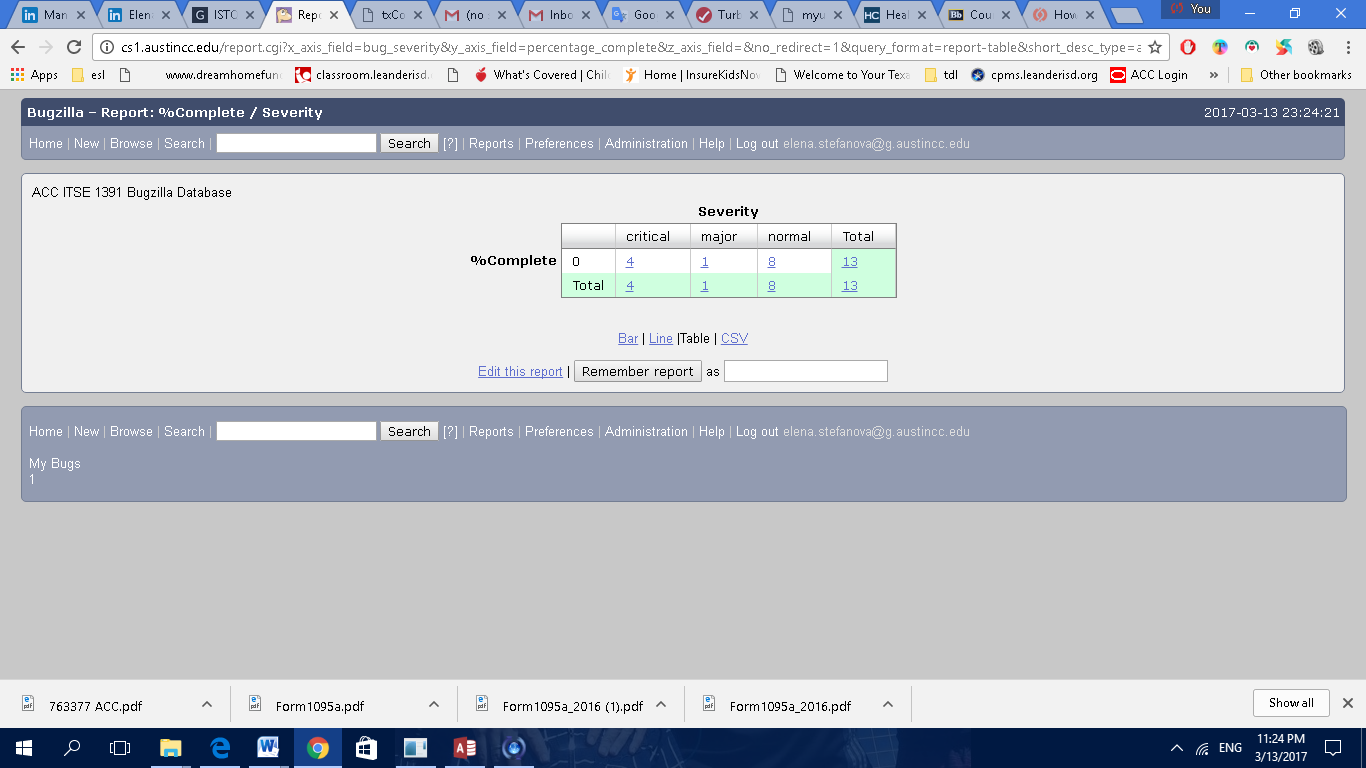 Man
Elen
ISTC
Repo
txCo
(no
Inbo
Goo
Turb
myu
Heal
Cou
How
You
cs1.austincc.edu/report.cgi?x_axis_field=bug_severity&y_axis_field=percentage_complete&z_axis_field=&no_redirect=1&query_format=report-table&short_desc_type=a
Apps esl www.dreamhomefun classroom.leanderisd. What's Covered | Chil Home | InsureKidsNo Welcome to Your Texa tdl cpms.leanderisd.org ACC Login » Other bookmarks
Bugzilla – Report: %Complete / Severity 2017-03-13 23:24:21
Home | New | Browse | Search | Search [?] | Reports | Preferences | Administration | Help | Log out elena.stefanova@g.austincc.edu
ACC ITSE 1391 Bugzilla Database
Severity
critical major normal Total
%Complete 0 4 1 8 13
Total 4 1 8 13
Bar | Line |Table | CSV
Edit this report | Remember report as
Home | New | Browse | Search | Search [?] | Reports | Preferences | Administration | Help | Log out elena.stefanova@g.austincc.edu
My Bugs
1
763377 ACC.pdf Form1095a.pdf Form1095a_2016 (1).pdf Form1095a_2016.pdf Show all
ENG 11:24 PM
3/13/2017